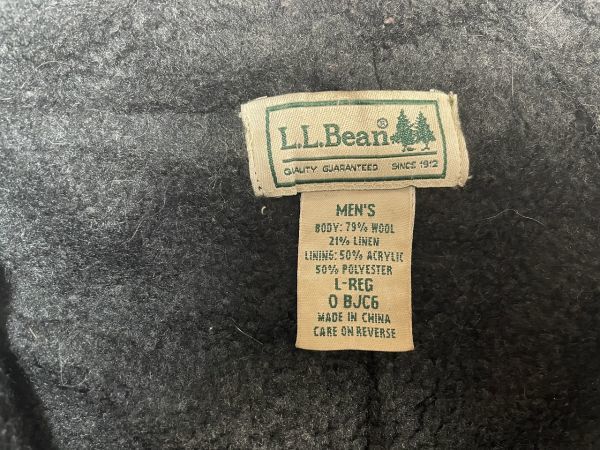 L.L.Bean®
QUALITY GUARANTEED SINCE 1912
MEN'S
BODY: 79% WOOL
21% LINEN
LINING: 50% ACRYLIC
50% POLYESTER
L-REG
0 BJC6
MADE IN CHINA
CARE ON REVERSE